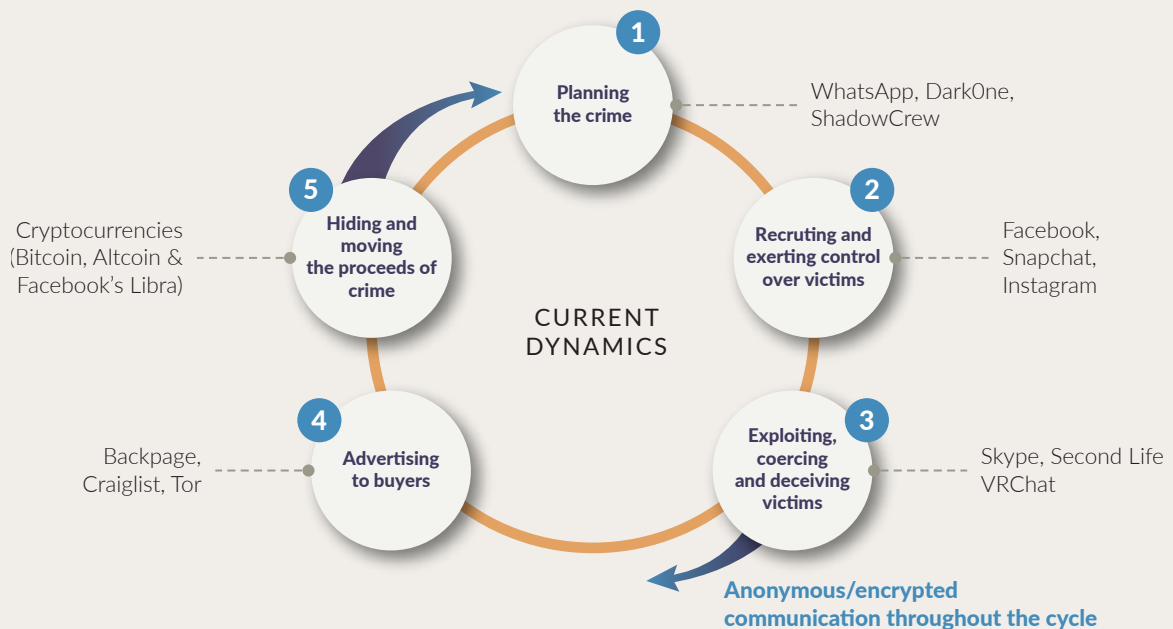 1
Planning
the crime
WhatsApp, Dark0ne,
ShadowCrew
2
Recruting and
exerting control
over victims
Facebook,
Snapchat,
Instagram
3
Exploiting,
coercing
and deceiving
victims
Skype, Second Life
VRChat
Anonymous/encrypted
communication throughout the cycle
4
Advertising
to buyers
Backpage,
Craiglist, Tor
5
Hiding and
moving
the proceeds of
crime
Cryptocurrencies
(Bitcoin, Altcoin &
Facebook's Libra)
CURRENT
DYNAMICS